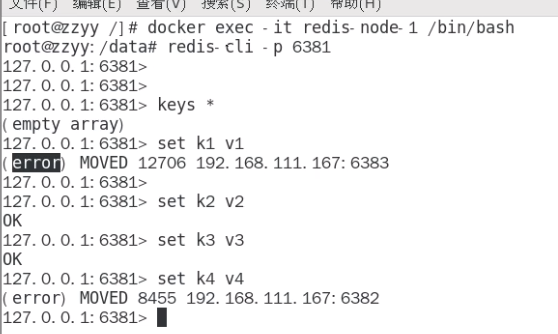 文件(F) 编辑(E) 查看(V) 搜索(S) 终端(T) 帮助(H)
[root@zzyy /]# docker exec -it redis-node-1 /bin/bash
root@zzyy:/data# redis-cli -p 6381
127.0.0.1:6381>
127.0.0.1:6381>
127.0.0.1:6381> keys *
(empty array)
127.0.0.1:6381> set k1 v1
(error) MOVED 12706 192.168.111.167:6383
127.0.0.1:6381>
127.0.0.1:6381> set k2 v2
OK
127.0.0.1:6381> set k3 v3
OK
127.0.0.1:6381> set k4 v4
(error) MOVED 8455 192.168.111.167:6382
127.0.0.1:6381>